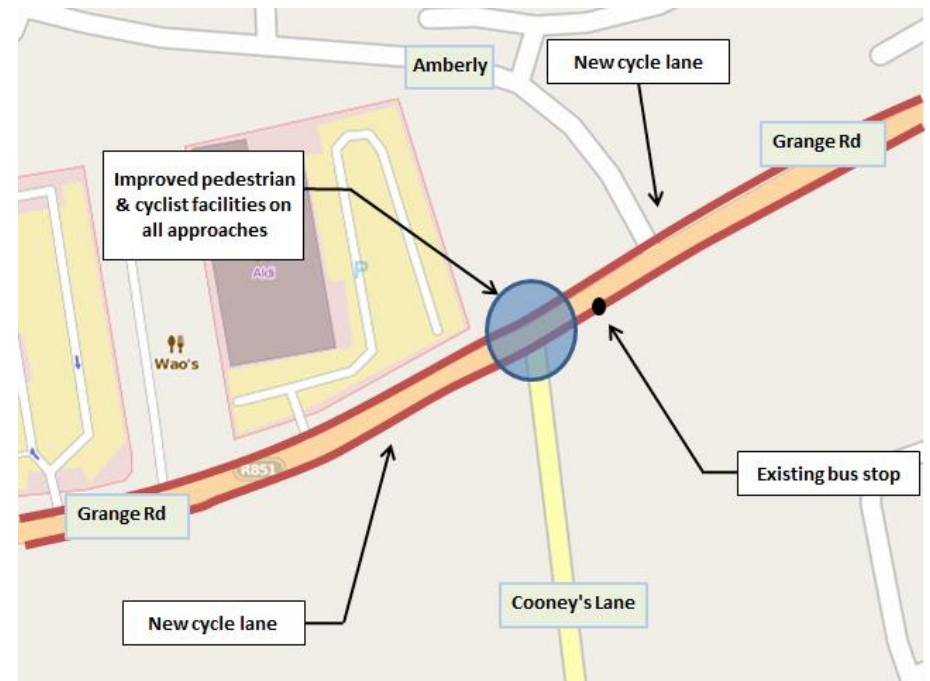 Amberly
New cycle lane
Grange Rd
Improved pedestrian
& cyclist facilities on
all approaches
Aldi
P
Wao's
R851
Existing bus stop
Grange Rd
Cooney's Lane
New cycle lane